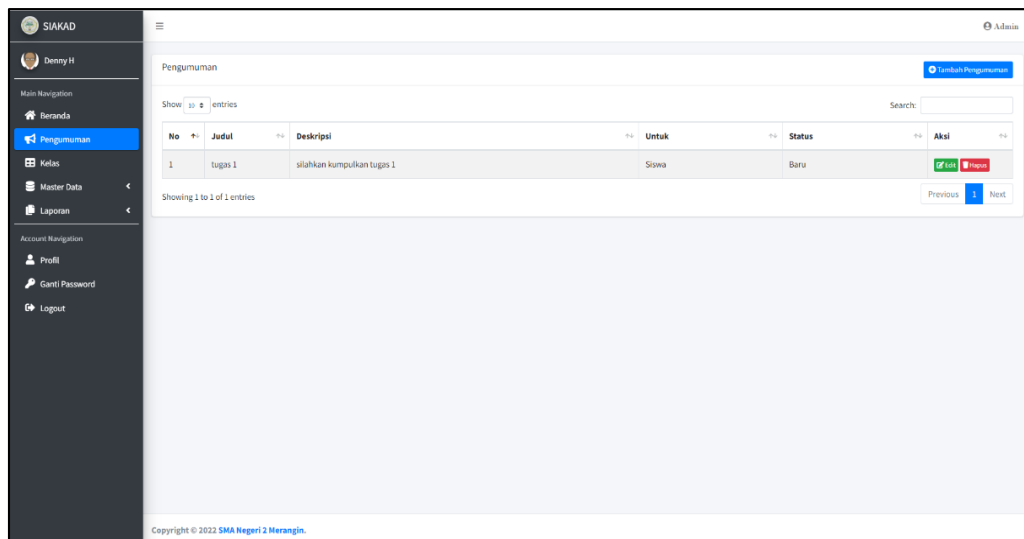 SIAKAD
Admin
Denny H
Main Navigation
Beranda
Pengumuman
Kelas
Master Data
Laporan
Account Navigation
Profil
Ganti Password
Logout
Pengumuman
Tambah Pengumuman
Show 10 entries
Search:
No Judul Deskripsi Untuk Status Aksi
1 tugas 1 silahkan kumpulkan tugas 1 Siswa Baru Edit Hapus
Showing 1 to 1 of 1 entries
Previous 1 Next
Copyright © 2022 SMA Negeri 2 Merangin.